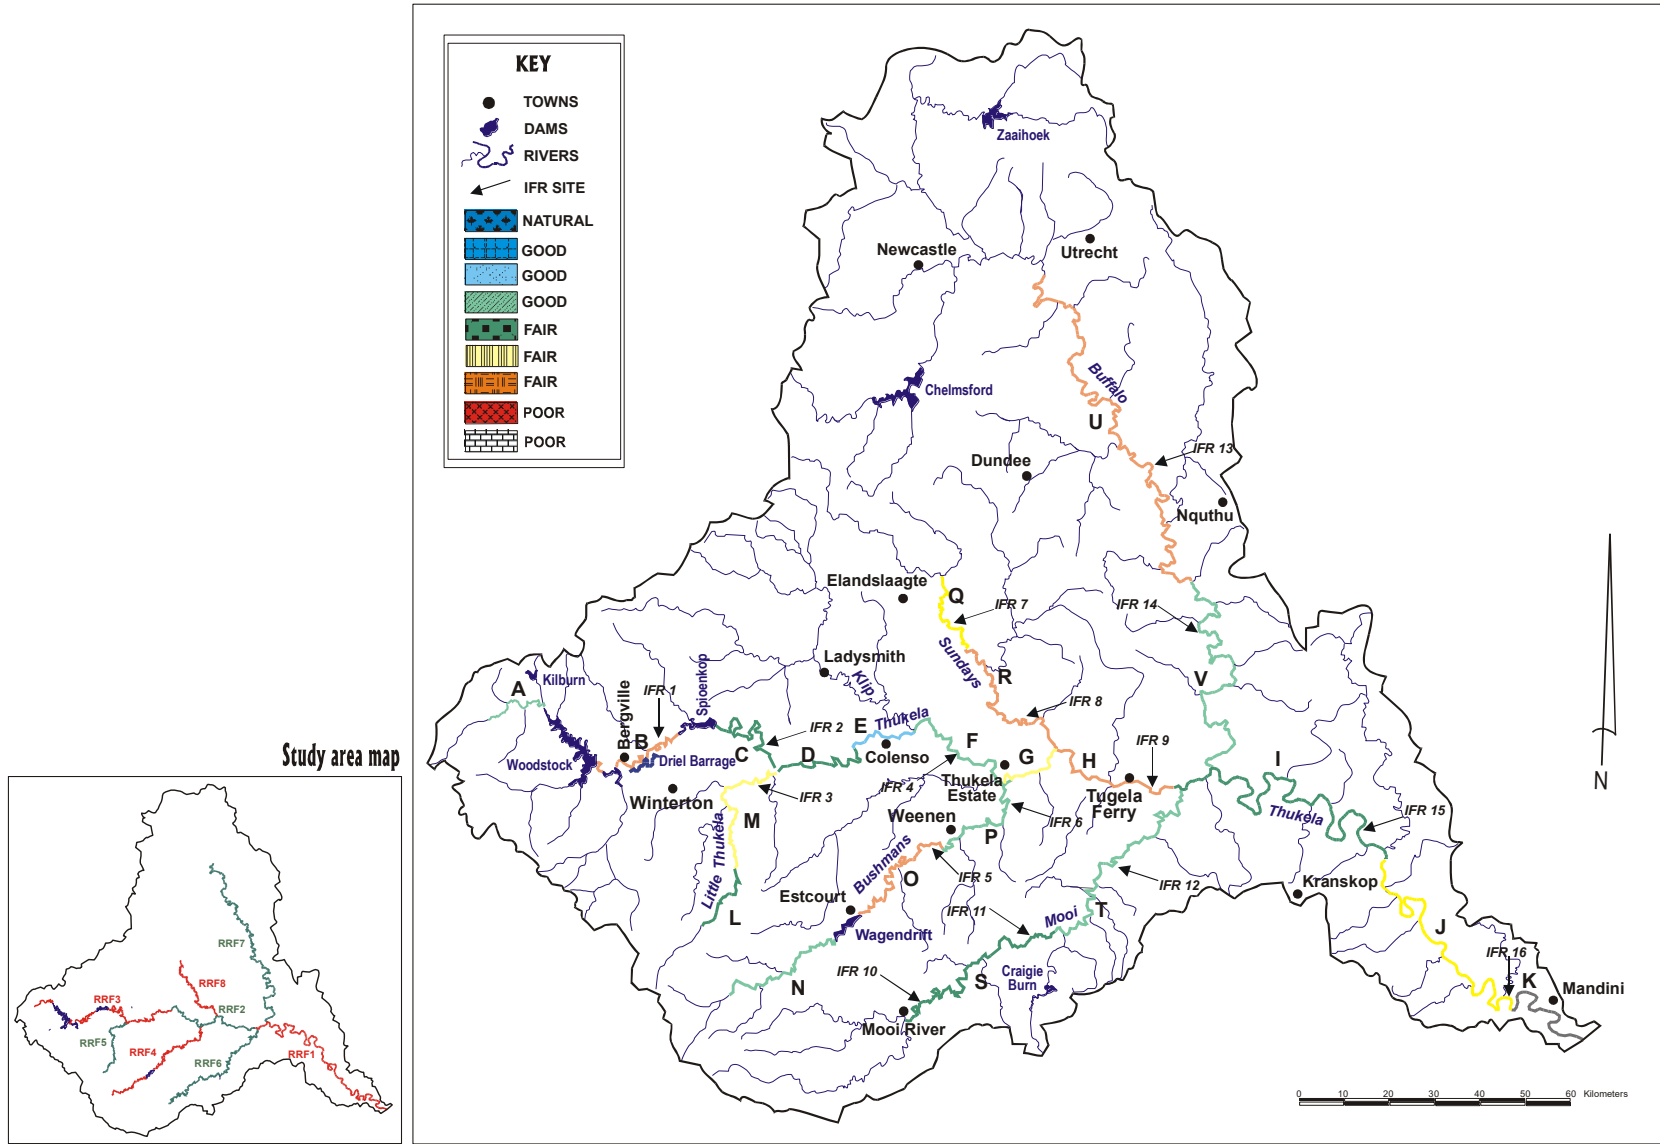 KEY
TOWNS
DAMS
RIVERS
IFR SITE
NATURAL
GOOD
GOOD
GOOD
FAIR
FAIR
FAIR
POOR
POOR
Zaaihoek
Newcastle
Utrecht
Chelmsford
Buffalo
U
IFR 13
Dundee
Nquthu
Elandslaagte
Q
IFR 7
IFR 14
Sundays
Ladysmith
Klip
R
V
A
Kilburn
IFR 1
Spioenkop
Bergville
B
IFR 2
C
E
Thukela
IFR 8
D
Colenso
F
G
H
IFR 9
I
Woodstock
Driel Barrage
Winterton
IFR 3
IFR 4
Thukela
Estate
Tugela
Ferry
Thukela
IFR 15
M
Weenen
IFR 6
P
Little Thukela
Bushmans
O
IFR 5
IFR 12
Kranskop
L
Estcourt
IFR 11
Mooi
T
Wagendrift
J
IFR 10
Craigie
Burn
S
N
IFR 16
K
Mandini
Mooi River
N
0 10 20 30 40 50 60 Kilometers
Study area map
RRF7
RRF8
RRF3
RRF2
RRF5
RRF4
RRF6
RRF1